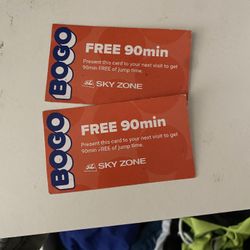 BOGO
FREE 90min
Present this card to your next visit to get
90min FREE of jump time.
SKY ZONE
BOGO
FREE 90min
Present this card to your next visit to get
90min FREE of jump time.
SKY ZONE